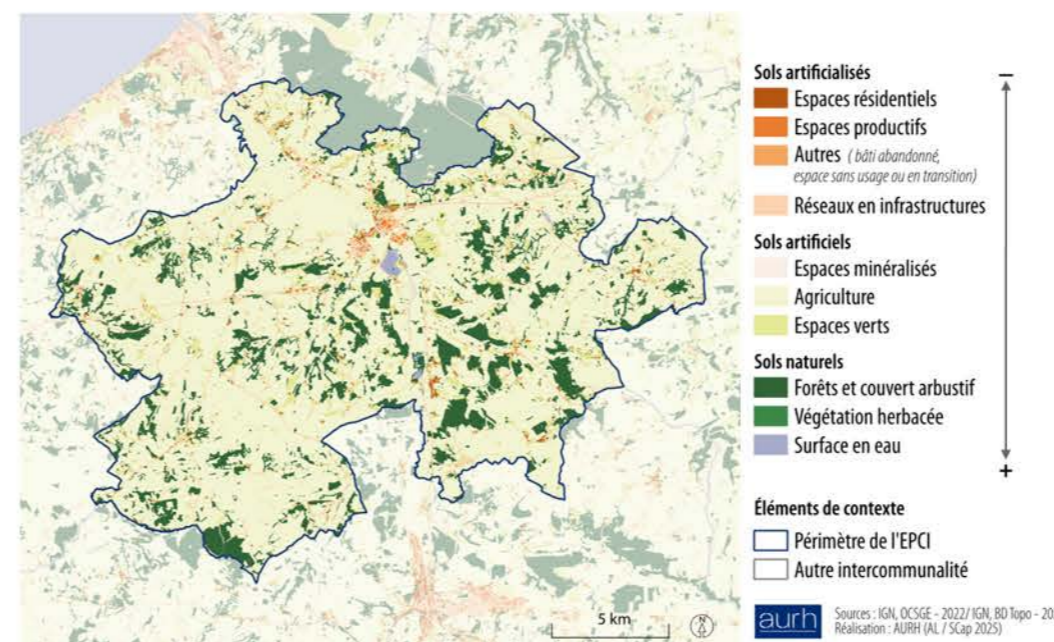 Sols artificialisés
−
Espaces résidentiels
Espaces productifs
Autres ( bâti abandonné,
espace sans usage ou en transition)
Réseaux en infrastructures
Sols artificiels
Espaces minéralisés
Agriculture
Espaces verts
Sols naturels
Forêts et couvert arbustif
Végétation herbacée
Surface en eau
+
Éléments de contexte
Périmètre de l'EPCI
Autre intercommunalité
5 km
N
aurh
Sources : IGN, OCSGE - 2022/ IGN, BD Topo - 20
Réalisation : AURH (AL / SCap 2025)